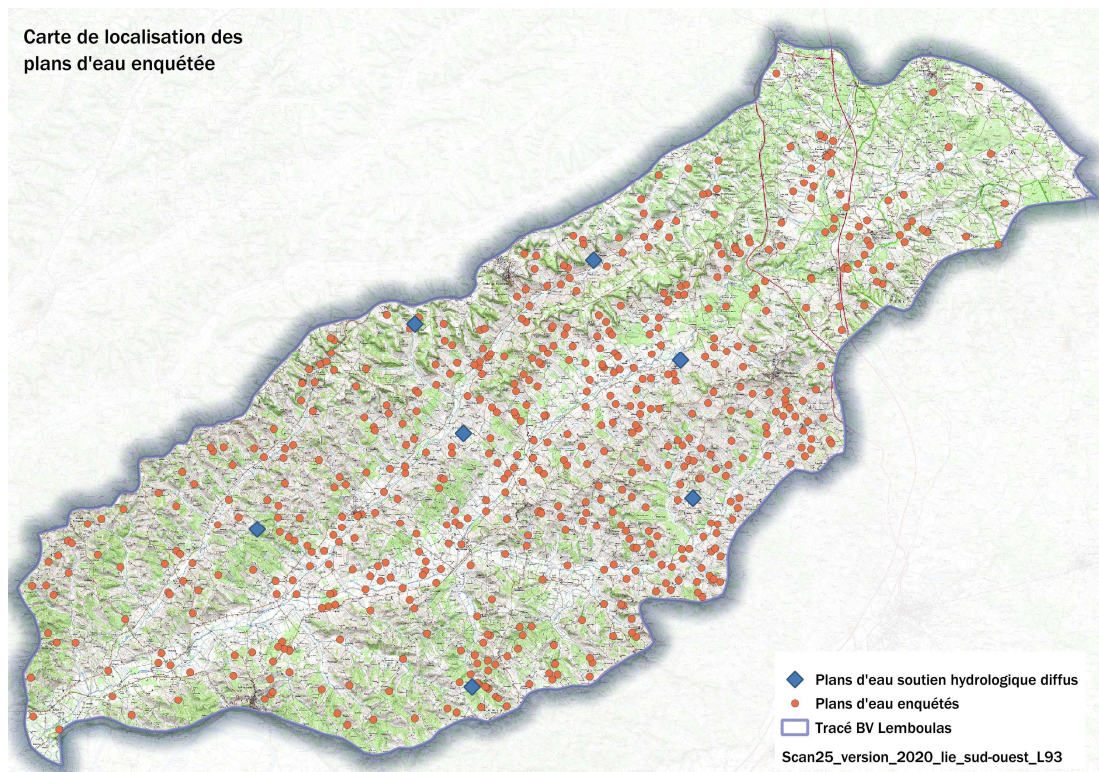 Carte de localisation des
plans d'eau enquêtée
Plans d'eau soutien hydrologique diffus
Plans d'eau enquêtés
Tracé BV Lemboulas
Scan25_version_2020_lie_sud-ouest_L93